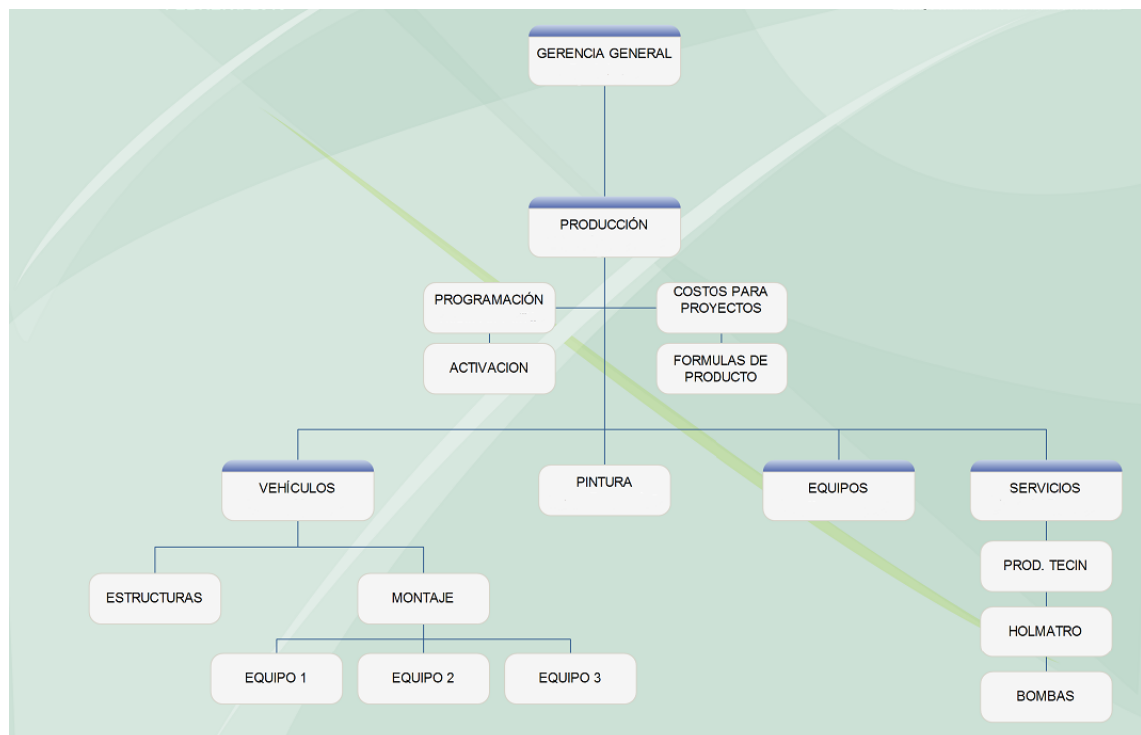 GERENCIA GENERAL
PRODUCCIÓN
PROGRAMACIÓN
COSTOS PARA
PROYECTOS
ACTIVACION
FORMULAS DE
PRODUCTO
VEHÍCULOS
PINTURA
EQUIPOS
SERVICIOS
ESTRUCTURAS
MONTAJE
PROD. TECIN
HOLMATRO
EQUIPO 1
EQUIPO 2
EQUIPO 3
BOMBAS